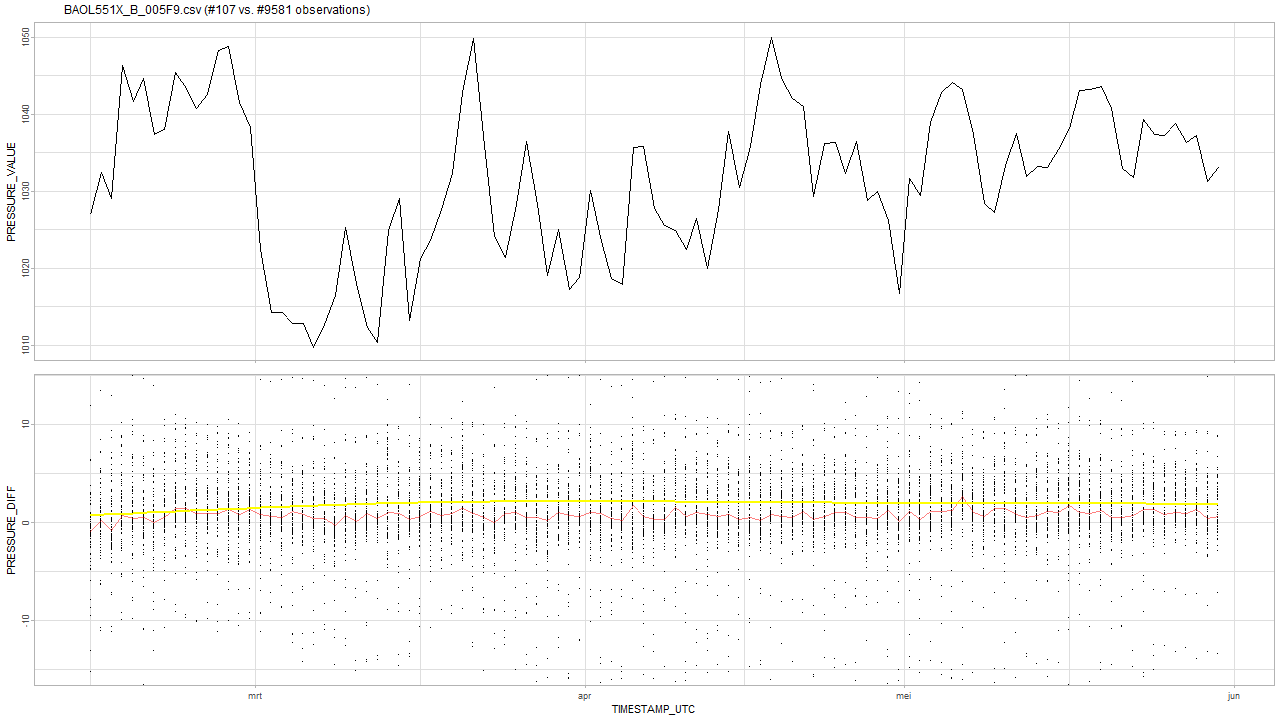 BAOL551X_B_005F9.csv (#107 vs. #9581 observations)
PRESSURE_VALUE
1050
1040
1030
1020
1010
PRESSURE_DIFF
10
0
-10
mrt
apr
mei
jun
TIMESTAMP_UTC